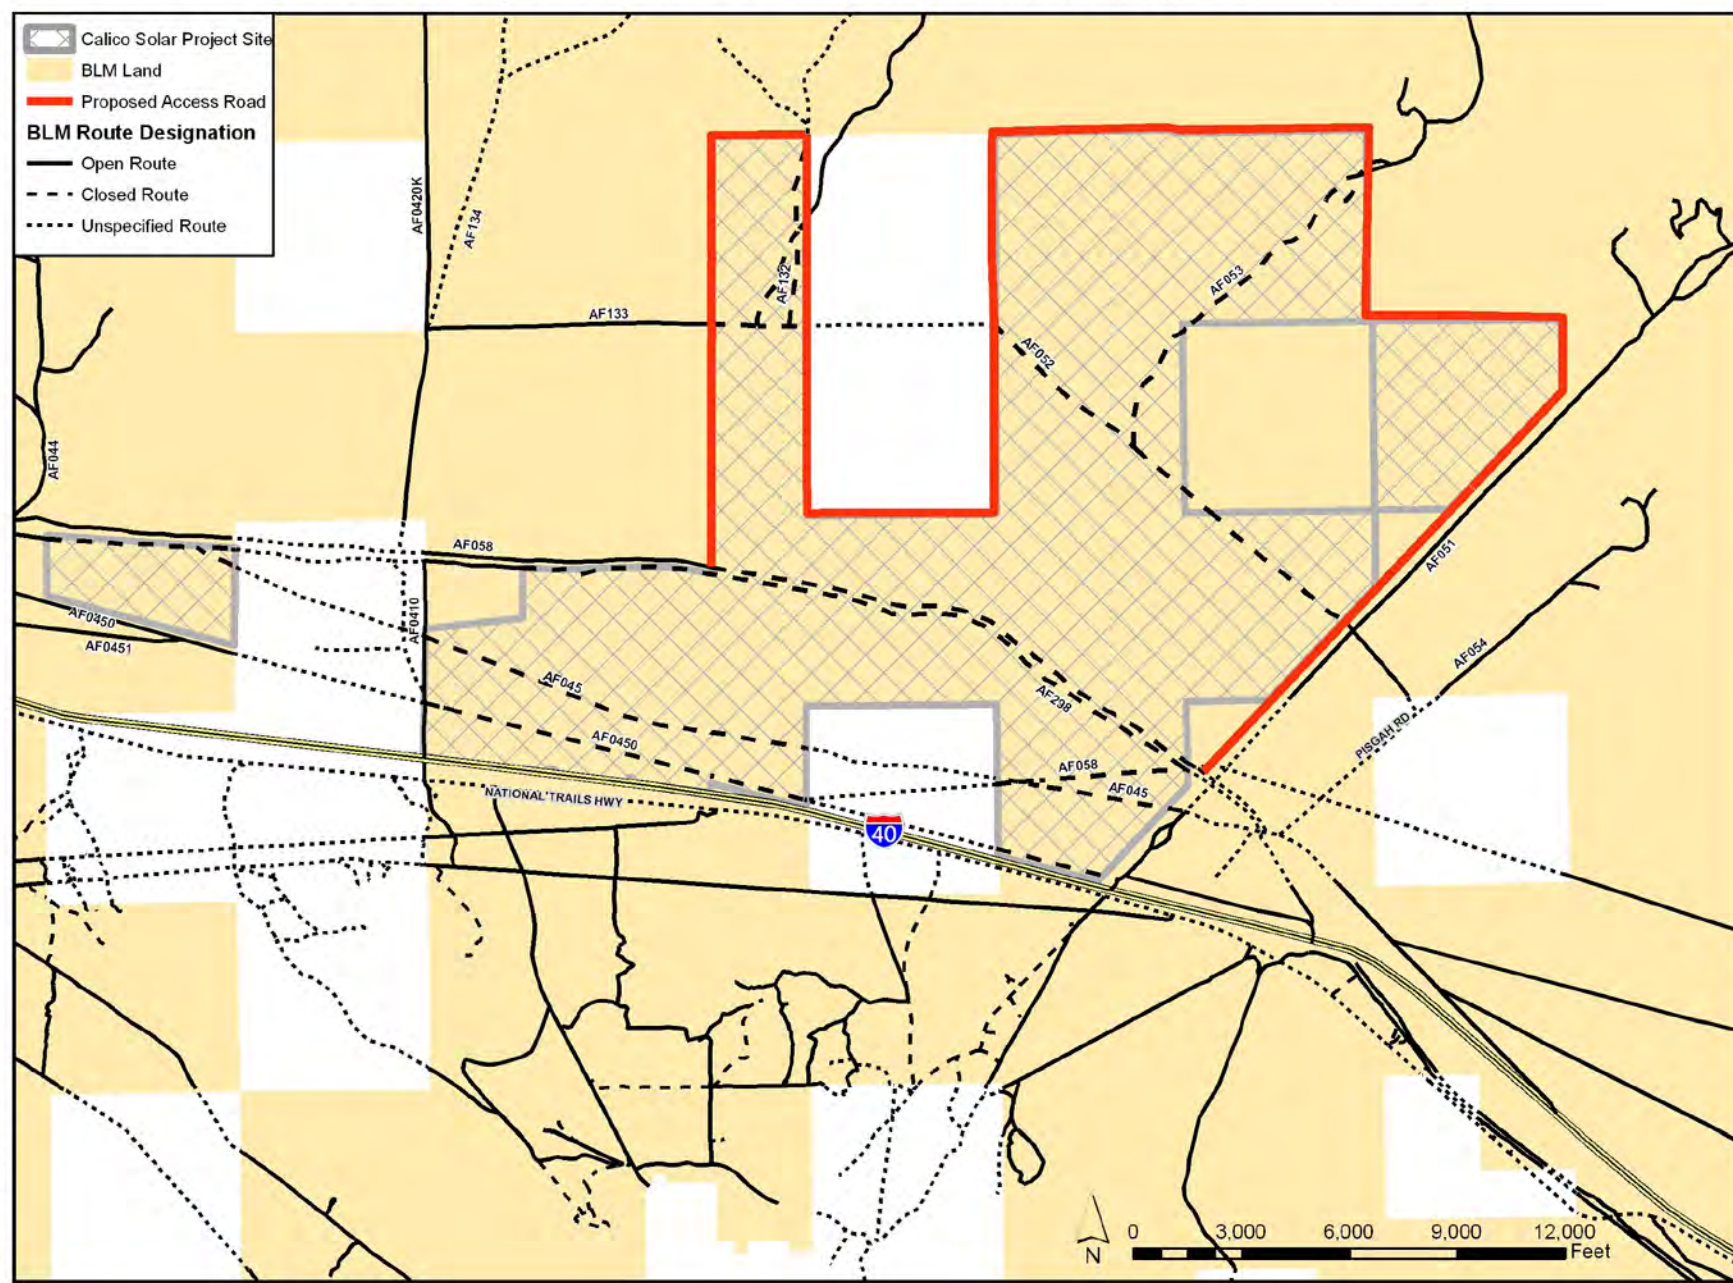 Calico Solar Project Site
BLM Land
Proposed Access Road
BLM Route Designation
Open Route
Closed Route
Unspecified Route
AF0420K
AF134
AF132
AF133
AF053
AF052
AF044
AF058
AF051
AF0410
AF0450
AF0451
AF054
AF045
AF298
AF0450
PISGAH RD
AF058
AF045
NATIONAL TRAILS HWY
40
N
0 3,000 6,000 9,000 12,000
Feet